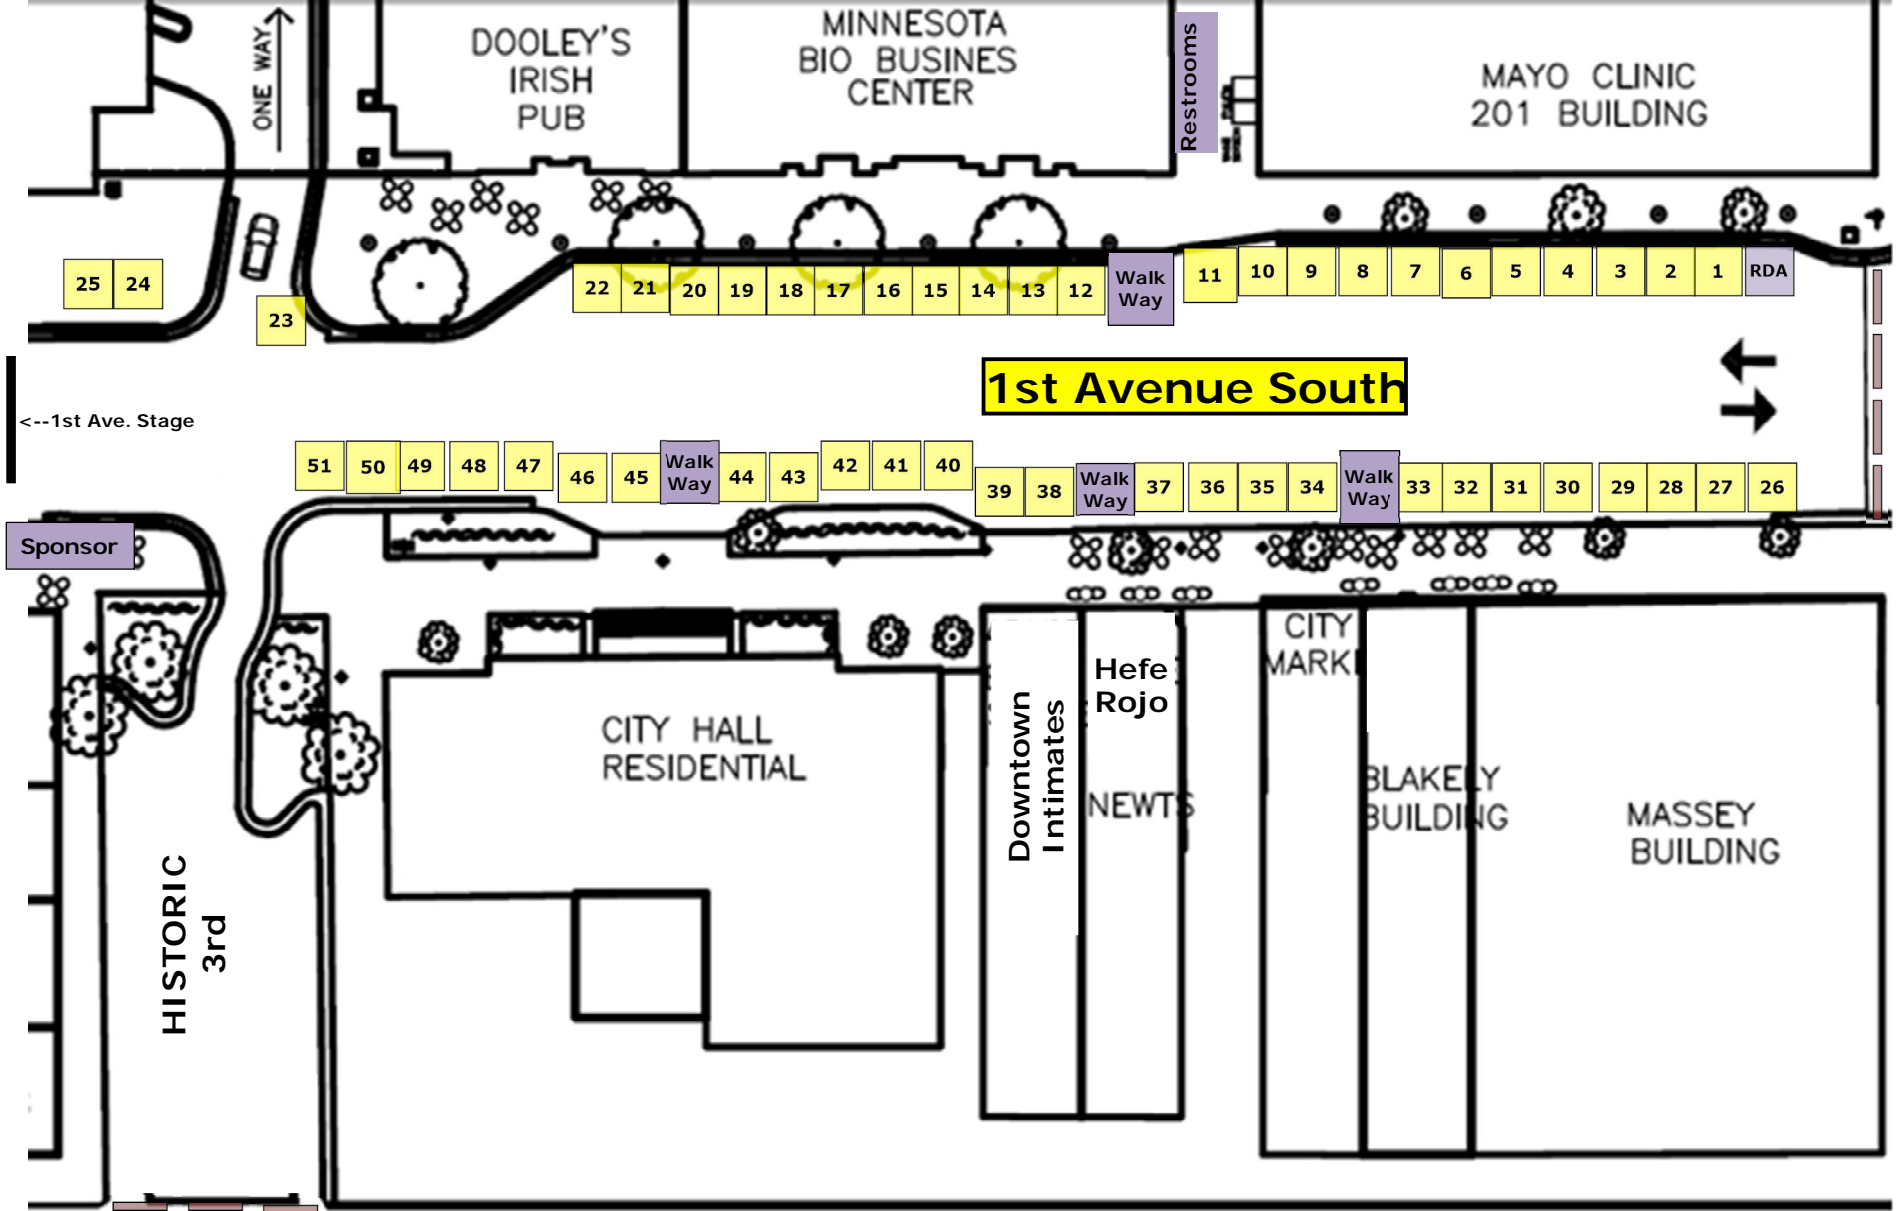 ONE WAY
DOOLEY'S
IRISH
PUB
MINNESOTA
BIO BUSINES
CENTER
Restrooms
MAYO CLINIC
201 BUILDING
25 24
23
22 21 20 19 18 17 16 15 14 13 12
Walk
Way
11 10 9 8 7 6 5 4 3 2 1 RDA
1st Avenue South
<--1st Ave. Stage
51 50 49 48 47 46 45
Walk
Way
44 43 42 41 40 39 38
Walk
Way
37 36 35 34
Walk
Way
33 32 31 30 29 28 27 26
Sponsor
HISTORIC
3rd
CITY HALL
RESIDENTIAL
Downtown
Intimates
Hefe
Rojo
NEWTS
CITY
MARKE
BLAKELY
BUILDING
MASSEY
BUILDING